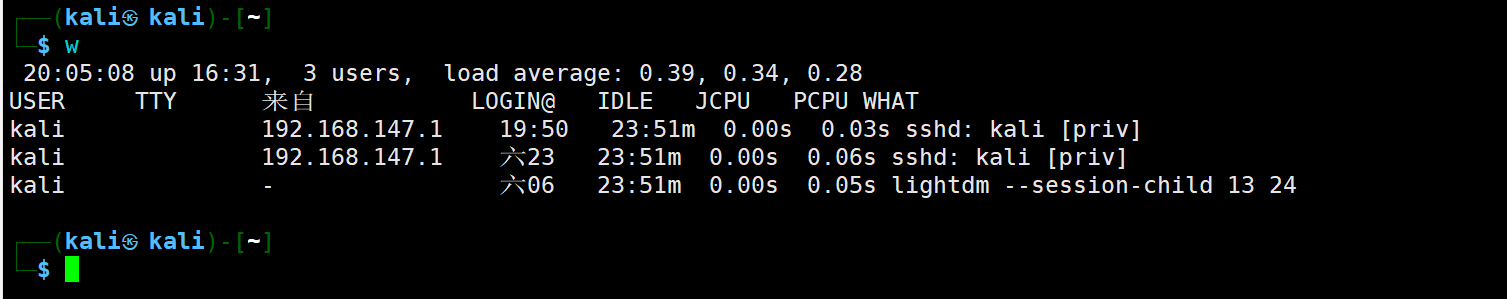 ┌──(kali㉿kali)-[~]
└─$ w
20:05:08 up 16:31,  3 users,  load average: 0.39, 0.34, 0.28
USER     TTY      来自             LOGIN@   IDLE   JCPU   PCPU WHAT
kali              192.168.147.1    19:50   23:51m  0.00s  0.03s sshd: kali [priv]
kali              192.168.147.1    六23   23:51m  0.00s  0.06s sshd: kali [priv]
kali              -                六06   23:51m  0.00s  0.05s lightdm --session-child 13 24
┌──(kali㉿kali)-[~]
└─$